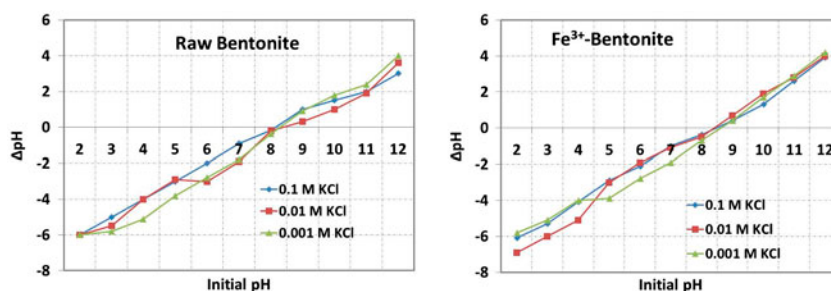 Raw Bentonite
6
4
2
0
-2
-4
-6
-8
ΔpH
2 3 4 5 6 7 8 9 10 11 12
0.1 M KCl
0.01 M KCl
0.001 M KCl
Initial pH
Fe³⁺-Bentonite
6
4
2
0
-2
-4
-6
-8
ΔpH
2 3 4 5 6 7 8 9 10 11 12
0.1 M KCl
0.01 M KCl
0.001 M KCl
Initial pH